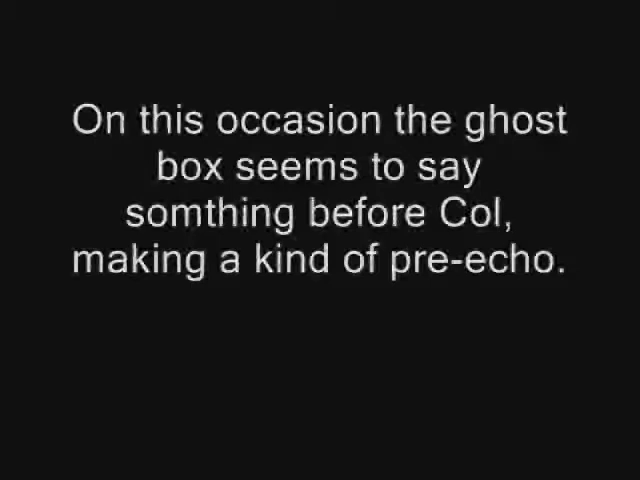 On this occasion the ghost
box seems to say
somthing before Col,
making a kind of pre-echo.